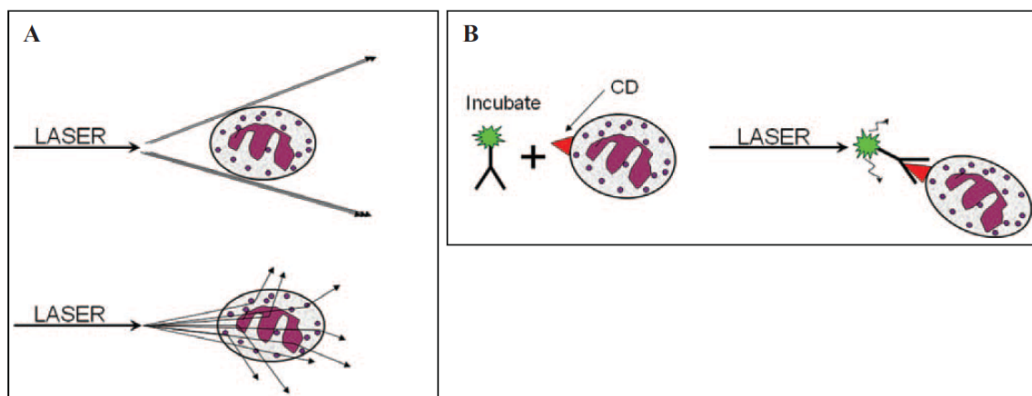 A
LASER
LASER
B
Incubate
CD
LASER